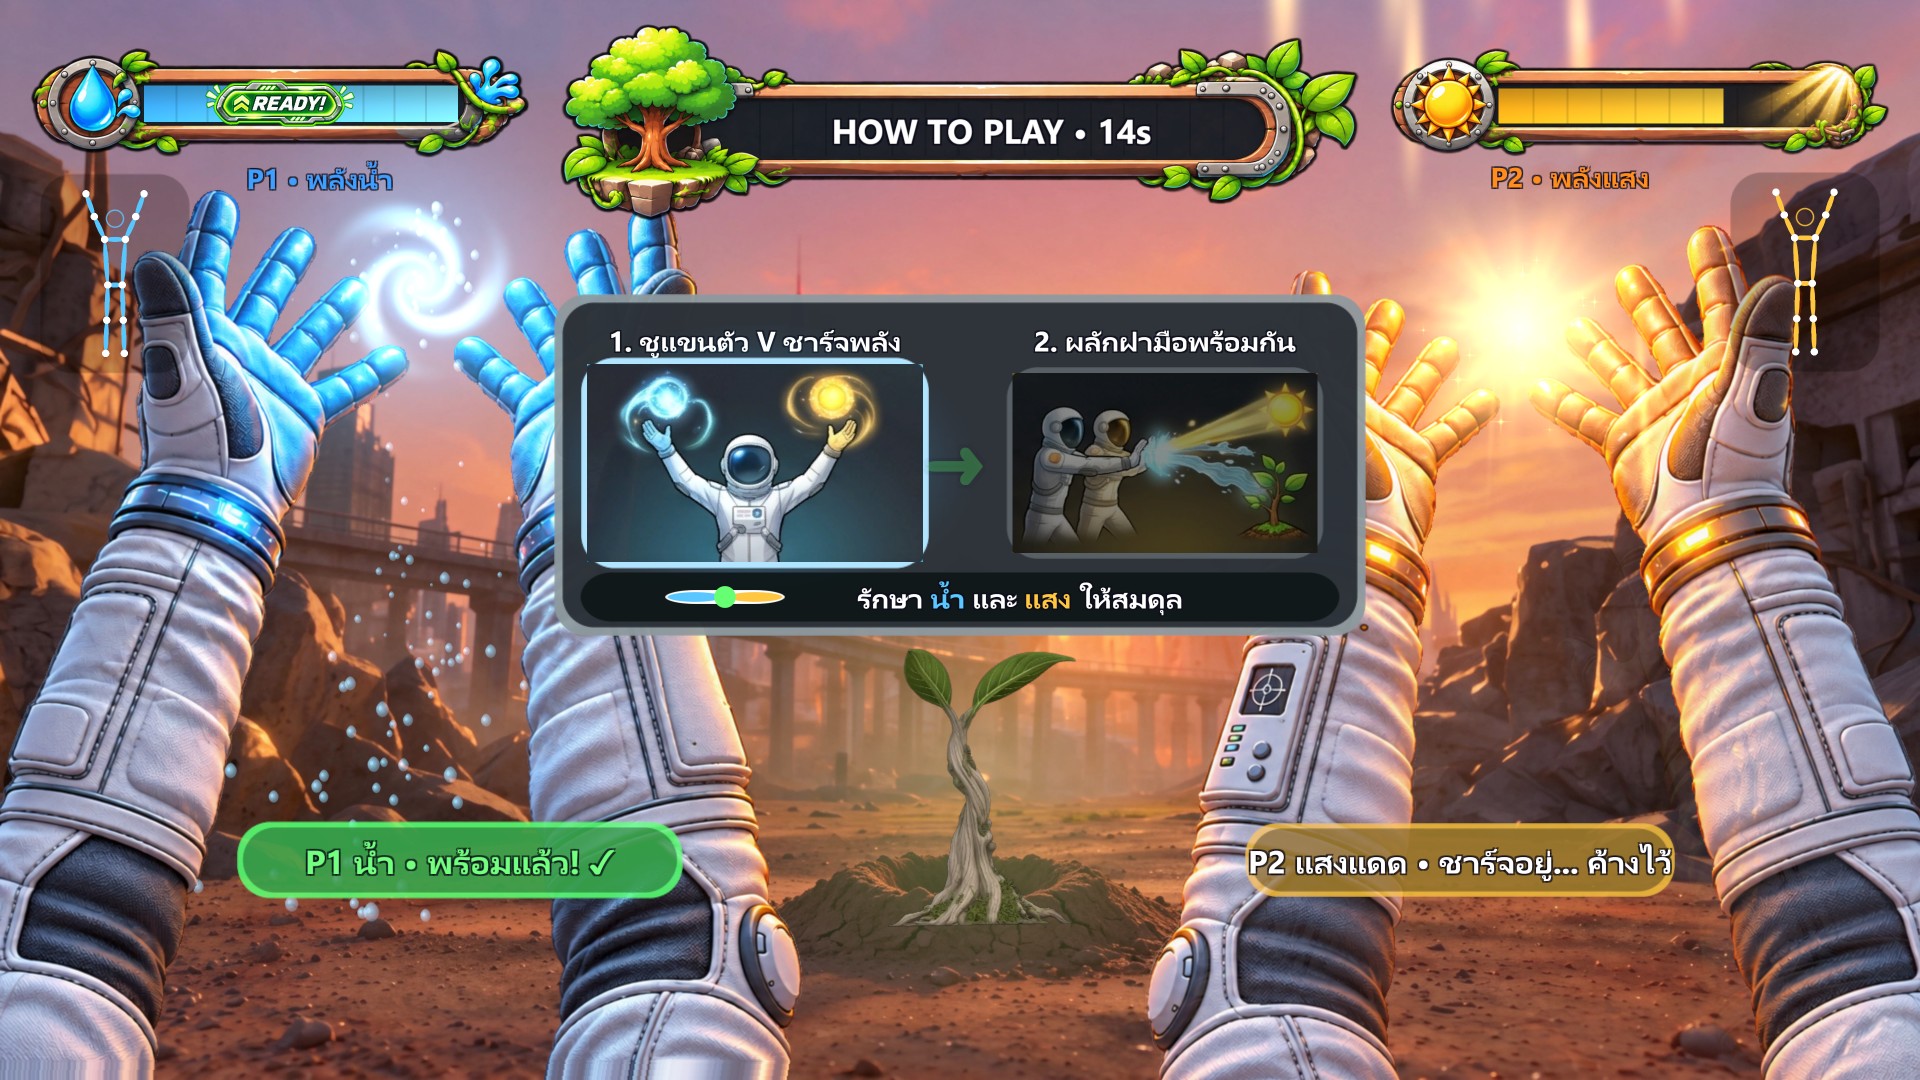 READY!
HOW TO PLAY • 14s
P1 • พลังน้ำ
P2 • พลังแสง
1. ชูแขนตัว V ชาร์จพลัง
2. ผลักฝ่ามือพร้อมกัน
รักษา น้ำ และ แสง ให้สมดุล
P1 น้ำ • พร้อมแล้ว! ✓
P2 แสงแดด • ชาร์จอยู่... ค้างไว้